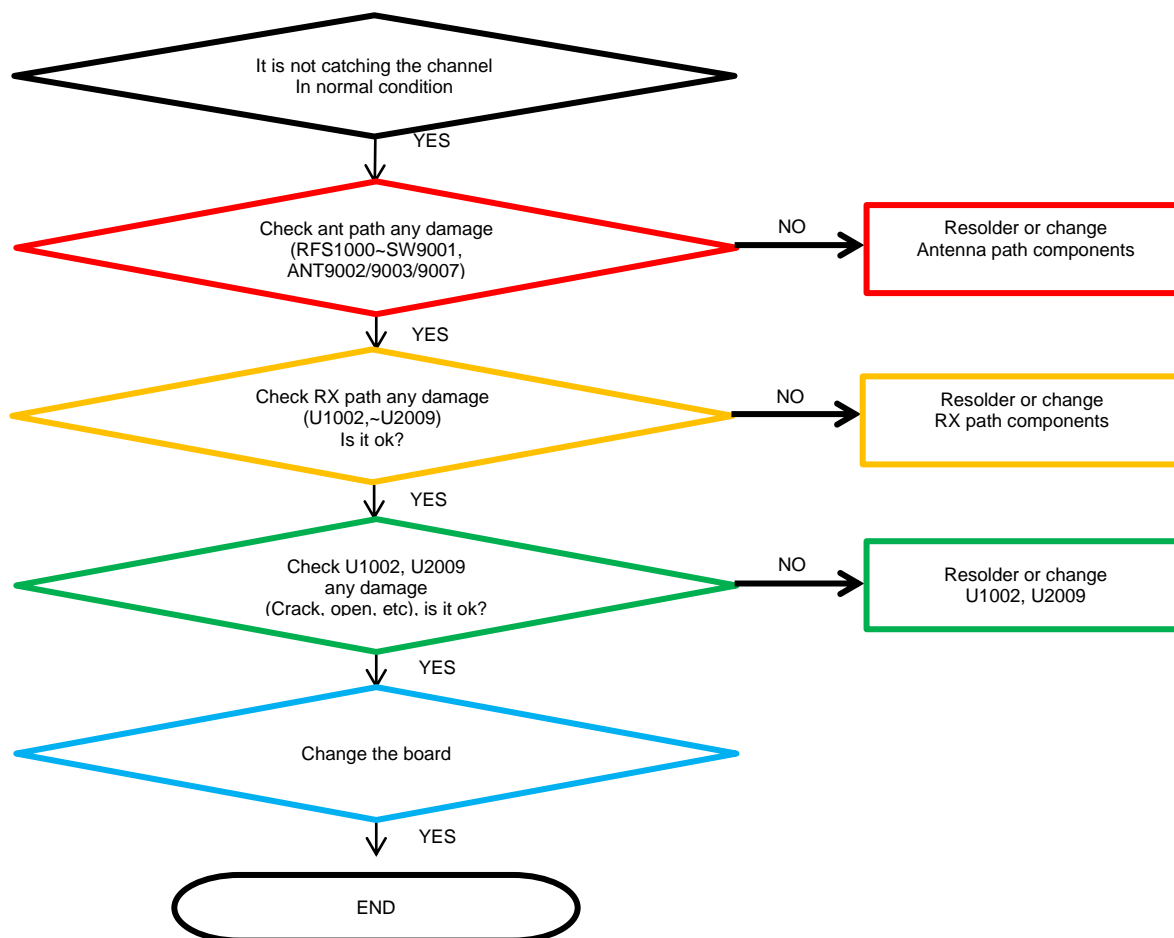 It is not catching the channel
In normal condition
YES
Check ant path any damage
(RFS1000~SW9001,
ANT9002/9003/9007)
NO
Resolder or change
Antenna path components
YES
Check RX path any damage
(U1002,~U2009)
Is it ok?
NO
Resolder or change
RX path components
YES
Check U1002, U2009
any damage
(Crack, open, etc), is it ok?
NO
Resolder or change
U1002, U2009
YES
Change the board
YES
END